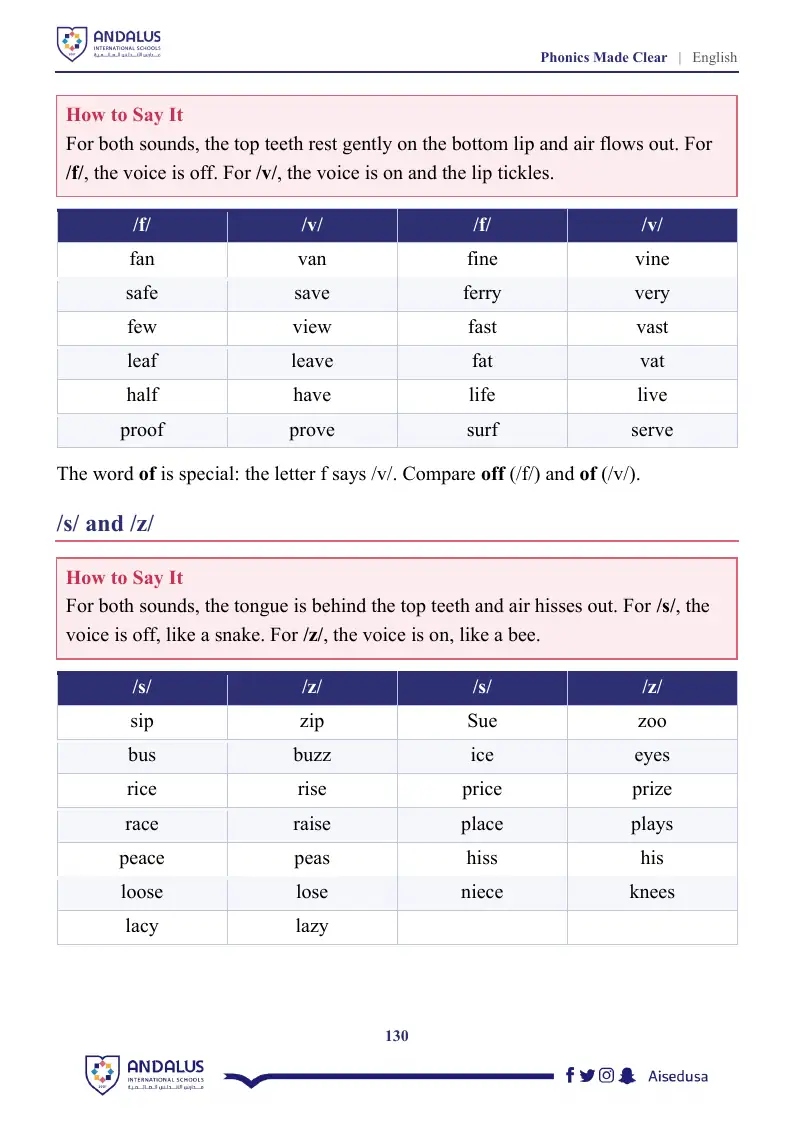 ANDALUS
INTERNATIONAL SCHOOLS
مدارس الأندلس العالمية
Phonics Made Clear | English
How to Say It
For both sounds, the top teeth rest gently on the bottom lip and air flows out. For
/f/, the voice is off. For /v/, the voice is on and the lip tickles.
/f/ /v/ /f/ /v/
fan van fine vine
safe save ferry very
few view fast vast
leaf leave fat vat
half have life live
proof prove surf serve
The word of is special: the letter f says /v/. Compare off (/f/) and of (/v/).
/s/ and /z/
How to Say It
For both sounds, the tongue is behind the top teeth and air hisses out. For /s/, the
voice is off, like a snake. For /z/, the voice is on, like a bee.
/s/ /z/ /s/ /z/
sip zip Sue zoo
bus buzz ice eyes
rice rise price prize
race raise place plays
peace peas hiss his
loose lose niece knees
lacy lazy
130
ANDALUS
INTERNATIONAL SCHOOLS
مدارس الأندلس العالمية
Aisedusa